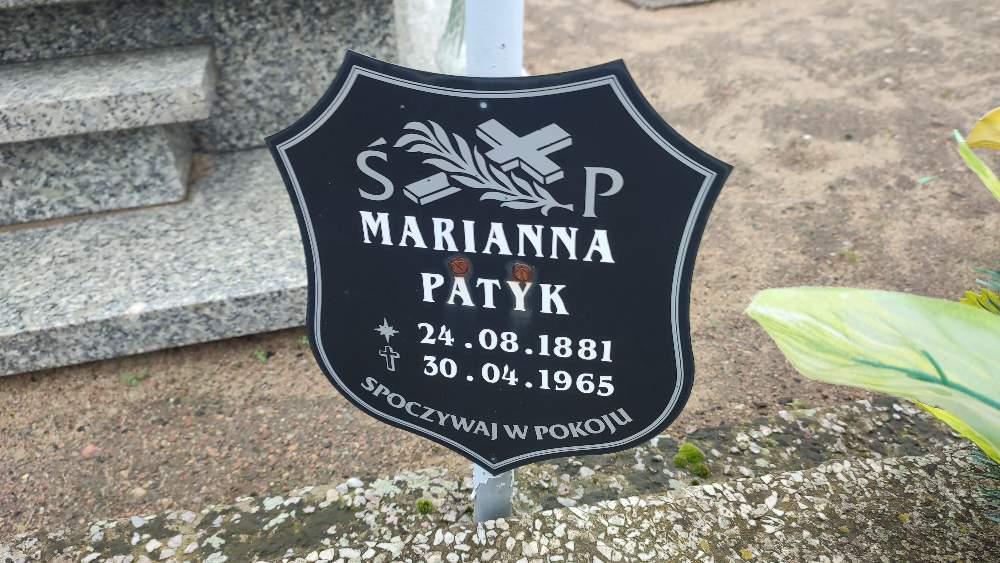 Ś P
MARIANNA
PATYK
24.08.1881
30.04.1965
SPOCZYWAJ W POKOJU